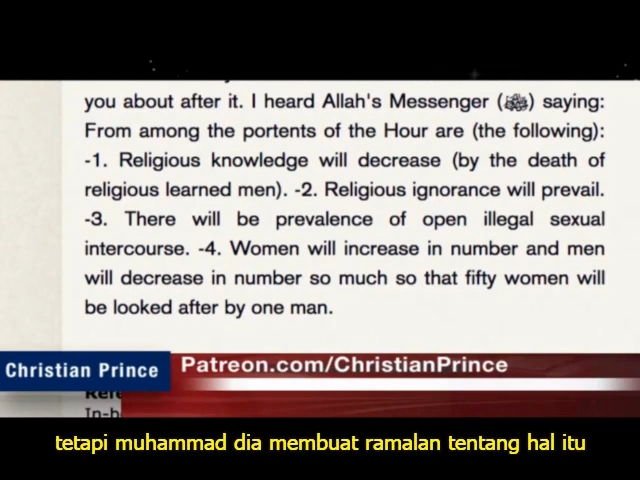 you about after it. I heard Allah's Messenger (ﷺ) saying:
From among the portents of the Hour are (the following):
-1. Religious knowledge will decrease (by the death of
religious learned men). -2. Religious ignorance will prevail.
-3. There will be prevalence of open illegal sexual
intercourse. -4. Women will increase in number and men
will decrease in number so much so that fifty women will
be looked after by one man.
Christian Prince
Patreon.com/ChristianPrince
tetapi muhammad dia membuat ramalan tentang hal itu